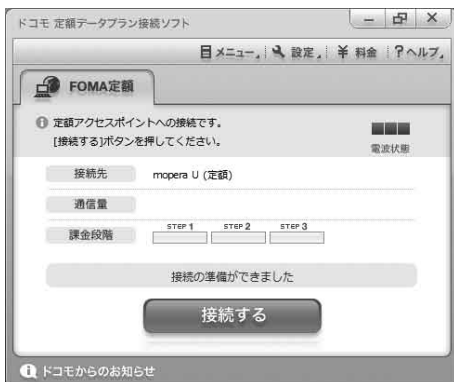 ドコモ 定額データプラン接続ソフト
メニュー 設定 ¥ 料金 ? ヘルプ
FOMA定額
定額アクセスポイントへの接続です。
[接続する]ボタンを押してください。
電波状態
接続先 mopera U (定額)
通信量
課金段階 STEP 1 STEP 2 STEP 3
接続の準備ができました
接続する
ドコモからのお知らせ